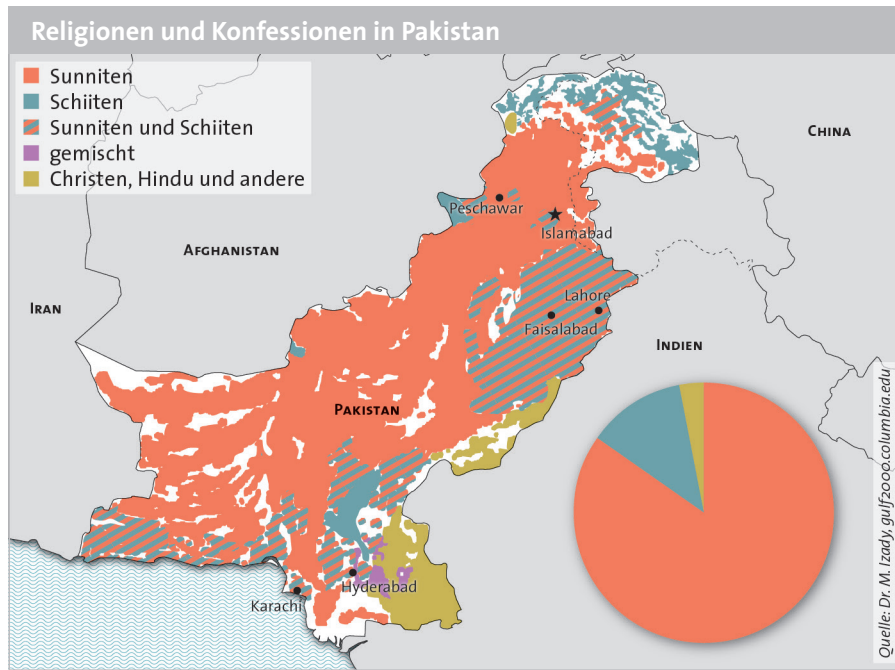 Religionen und Konfessionen in Pakistan
Sunniten
Schiiten
Sunniten und Schiiten
gemischt
Christen, Hindu und andere
CHINA
Peschawar
Islamabad
AFGHANISTAN
IRAN
Lahore
Faisalabad
INDIEN
PAKISTAN
Hyderabad
Karachi
Quelle: Dr. M. Izady, gulf2000.columbia.edu